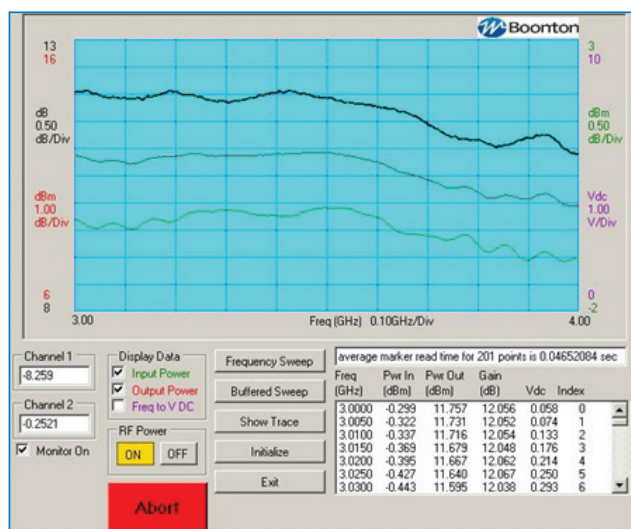 Boonton
13
16
dB
0.50
dB/Div
dBm
1.00
dB/Div
6
8
3
10
dBm
0.50
dB/Div
Vdc
1.00
V/Div
0
-2
3.00 Freq (GHz) 0.10GHz/Div 4.00
Channel 1
-8.259
Channel 2
-0.2521
Monitor On
Display Data
Input Power
Output Power
Freq to V DC
RF Power
ON OFF
Abort
Frequency Sweep
Buffered Sweep
Show Trace
Initialize
Exit
average marker read time for 201 points is 0.04652084 sec
Freq Pwr In Pwr Out Gain
(GHz) (dBm) (dBm) (dB) Vdc Index
3.0000 -0.299 11.757 12.056 0.058 0
3.0050 -0.322 11.731 12.052 0.074 1
3.0100 -0.337 11.716 12.054 0.133 2
3.0150 -0.369 11.679 12.048 0.176 3
3.0200 -0.395 11.667 12.062 0.214 4
3.0250 -0.427 11.640 12.067 0.250 5
3.0300 -0.443 11.595 12.038 0.293 6